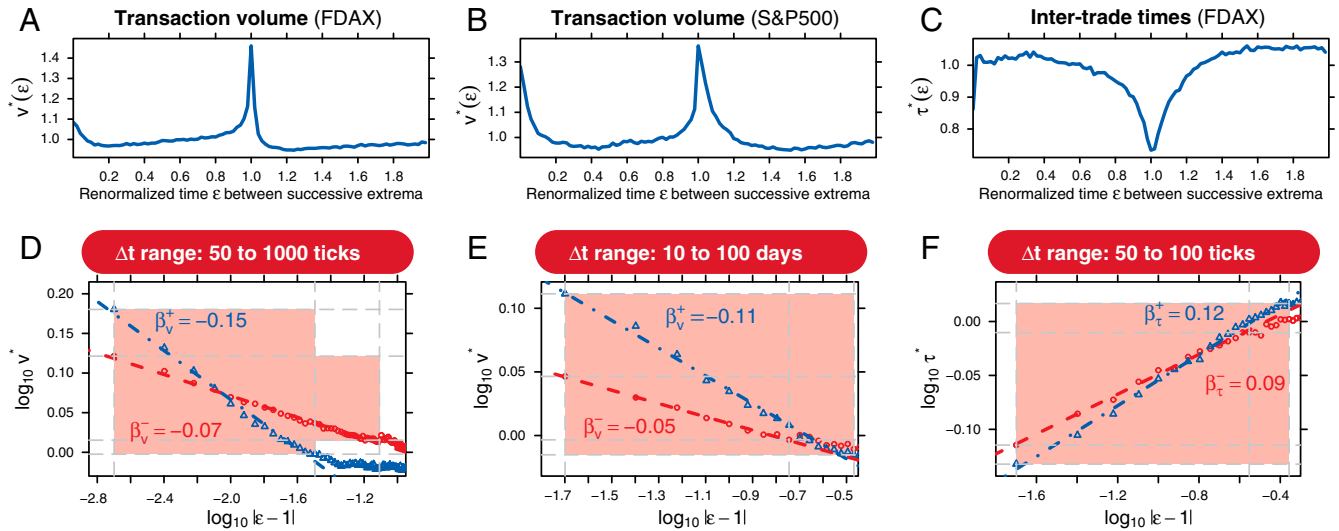 A Transaction volume (FDAX)
v*(ε)
1.4
1.3
1.2
1.1
1.0
0.2 0.4 0.6 0.8 1.0 1.2 1.4 1.6 1.8
Renormalized time ε between successive extrema
B Transaction volume (S&P500)
v*(ε)
1.3
1.2
1.1
1.0
0.2 0.4 0.6 0.8 1.0 1.2 1.4 1.6 1.8
Renormalized time ε between successive extrema
C Inter-trade times (FDAX)
τ*(ε)
1.0
0.9
0.8
0.2 0.4 0.6 0.8 1.0 1.2 1.4 1.6 1.8
Renormalized time ε between successive extrema
D Δt range: 50 to 1000 ticks
log₁₀ v*
0.20
0.15
0.10
0.05
0.00
βᵥ⁺=−0.15
βᵥ⁻=−0.07
−2.8 −2.4 −2.0 −1.6 −1.2
log₁₀ |ε−1|
E Δt range: 10 to 100 days
log₁₀ v*
0.10
0.05
0.00
βᵥ⁺=−0.11
βᵥ⁻=−0.05
−1.7 −1.5 −1.3 −1.1 −0.9 −0.7 −0.5
log₁₀ |ε−1|
F Δt range: 50 to 100 ticks
log₁₀ τ*
0.00
−0.05
−0.10
β_τ⁺=0.12
β_τ⁻=0.09
−1.6 −1.2 −0.8 −0.4
log₁₀ |ε−1|